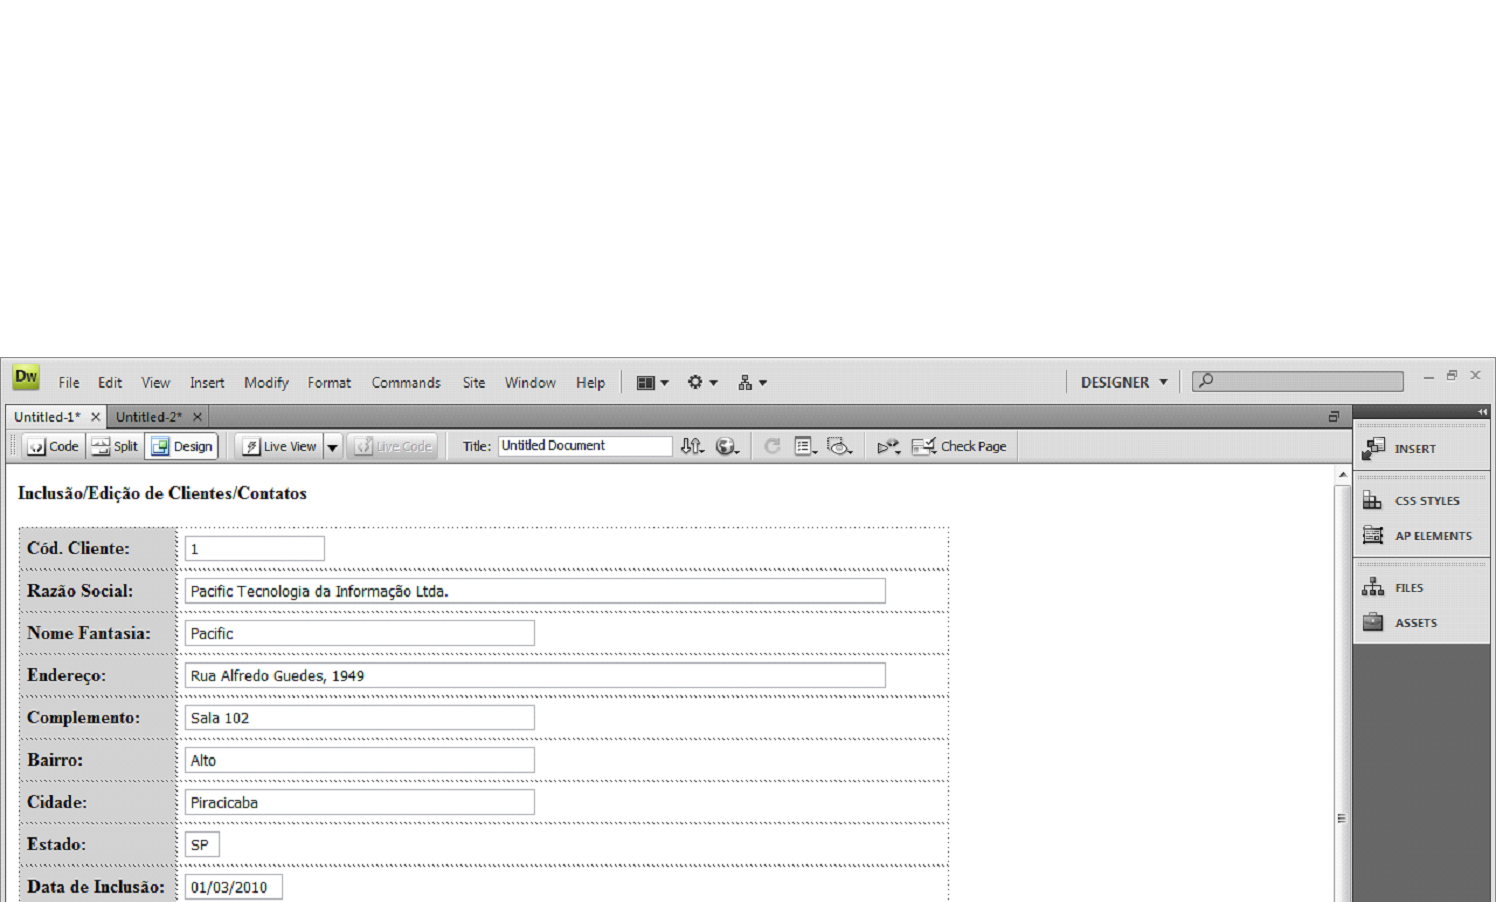 Dw File Edit View Insert Modify Format Commands Site Window Help DESIGNER
Untitled-1* Untitled-2*
Code Split Design Live View Live Code Title: Untitled Document Check Page
INSERT
CSS STYLES
AP ELEMENTS
FILES
ASSETS
Inclusão/Edição de Clientes/Contatos
Cód. Cliente: 1
Razão Social: Pacific Tecnologia da Informação Ltda.
Nome Fantasia: Pacific
Endereço: Rua Alfredo Guedes, 1949
Complemento: Sala 102
Bairro: Alto
Cidade: Piracicaba
Estado: SP
Data de Inclusão: 01/03/2010